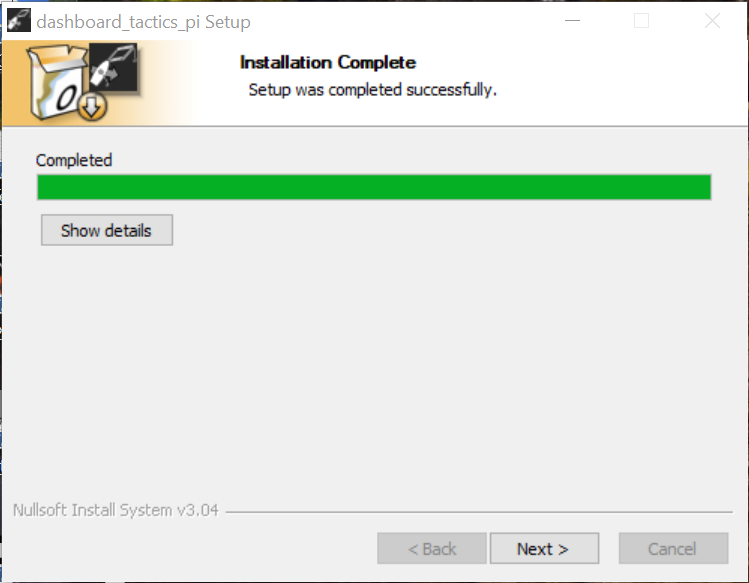 dashboard_tactics_pi Setup
Installation Complete
Setup was completed successfully.
Completed
Show details
Nullsoft Install System v3.04
< Back
Next >
Cancel